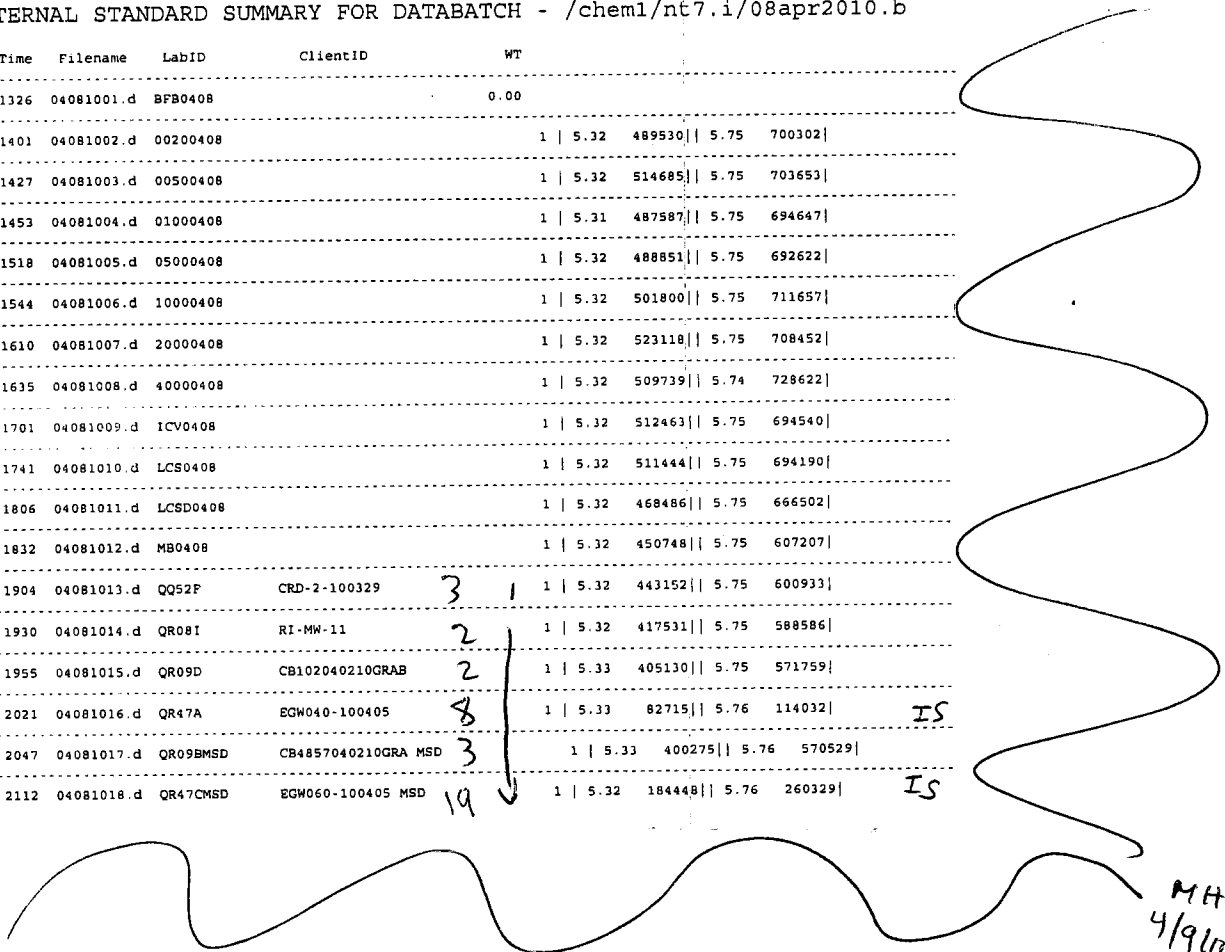 TERNAL STANDARD SUMMARY FOR DATABATCH - /chem1/nt7.i/08apr2010.b
Time Filename LabID ClientID WT
1326 04081001.d BFB0408 0.00
1401 04081002.d 00200408 1 | 5.32 489530|| 5.75 700302|
1427 04081003.d 00500408 1 | 5.32 514685|| 5.75 703653|
1453 04081004.d 01000408 1 | 5.31 487587|| 5.75 694647|
1518 04081005.d 05000408 1 | 5.32 488851|| 5.75 692622|
1544 04081006.d 10000408 1 | 5.32 501800|| 5.75 711657|
1610 04081007.d 20000408 1 | 5.32 523118|| 5.75 708452|
1635 04081008.d 40000408 1 | 5.32 509739|| 5.74 728622|
1701 04081009.d ICV0408 1 | 5.32 512463|| 5.75 694540|
1741 04081010.d LCS0408 1 | 5.32 511444|| 5.75 694190|
1806 04081011.d LCSD0408 1 | 5.32 468486|| 5.75 666502|
1832 04081012.d MB0408 1 | 5.32 450748|| 5.75 607207|
1904 04081013.d QQ52F CRD-2-100329 3 1 1 | 5.32 443152|| 5.75 600933|
1930 04081014.d QR08I RI-MW-11 2 1 | 5.32 417531|| 5.75 588586|
1955 04081015.d QR09D CB102040210GRAB 2 1 | 5.33 405130|| 5.75 571759|
2021 04081016.d QR47A EGW040-100405 8 1 | 5.33 82715|| 5.76 114032| IS
2047 04081017.d QR09BMSD CB4857040210GRA MSD 3 1 | 5.33 400275|| 5.76 570529|
2112 04081018.d QR47CMSD EGW060-100405 MSD 19 1 | 5.32 184448|| 5.76 260329| IS
MH